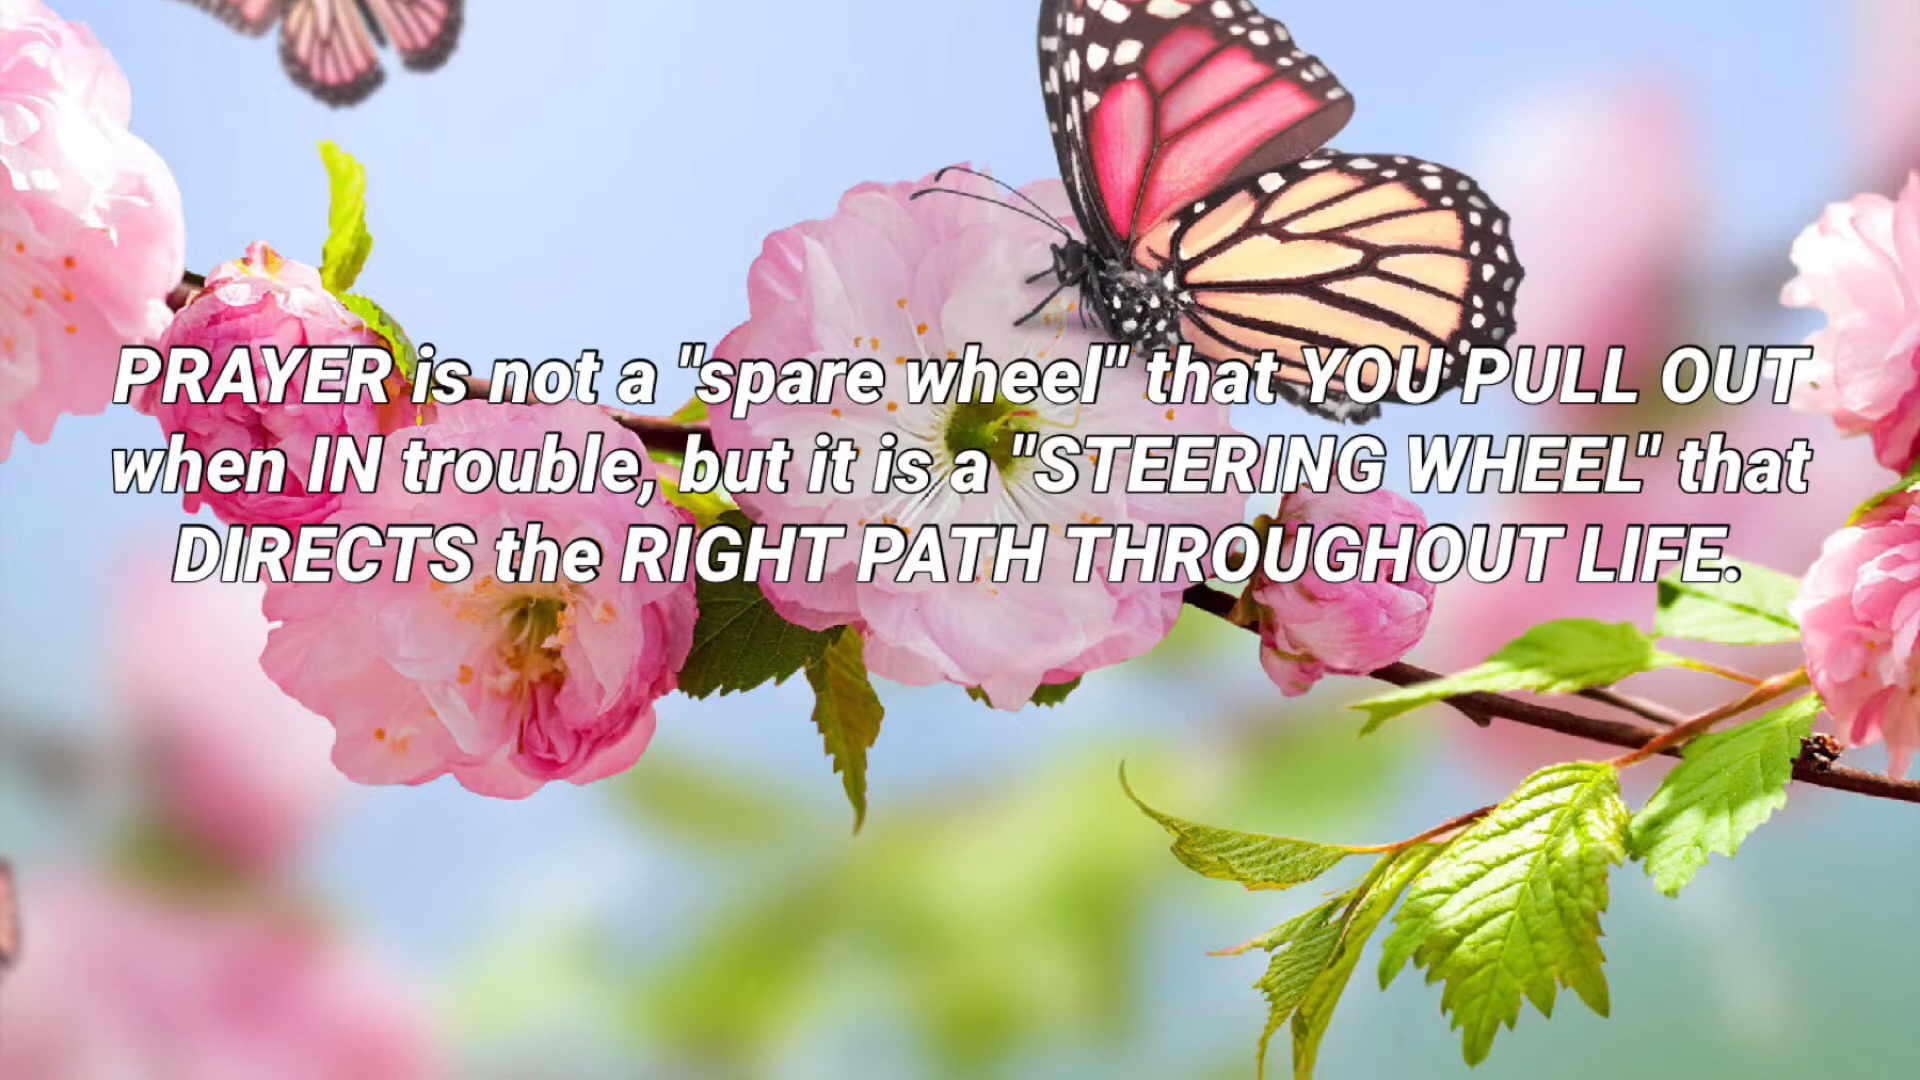 PRAYER is not a "spare wheel" that YOU PULL OUT
when IN trouble, but it is a "STEERING WHEEL" that
DIRECTS the RIGHT PATH THROUGHOUT LIFE.